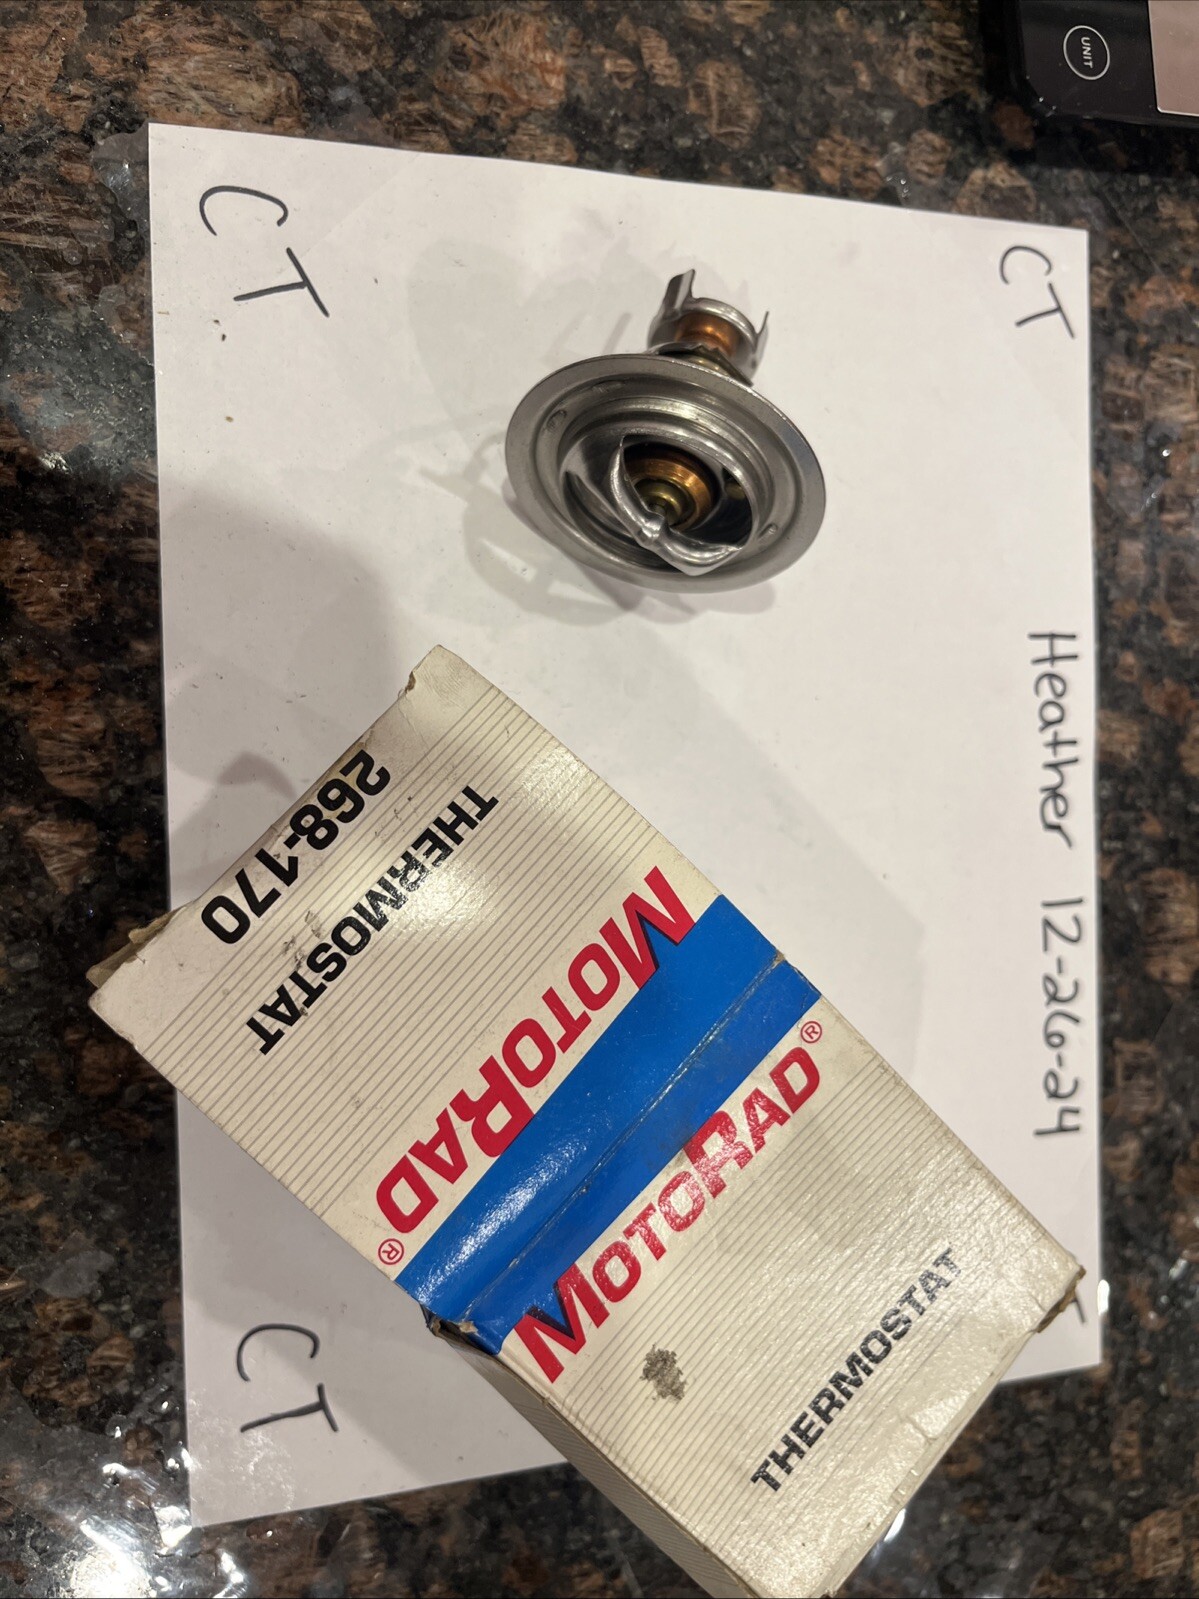 UNIT
CT
CT
Heather 12-26-24
268-170
THERMOSTAT
MOTORAD®
MOTORAD®
THERMOSTAT
CT